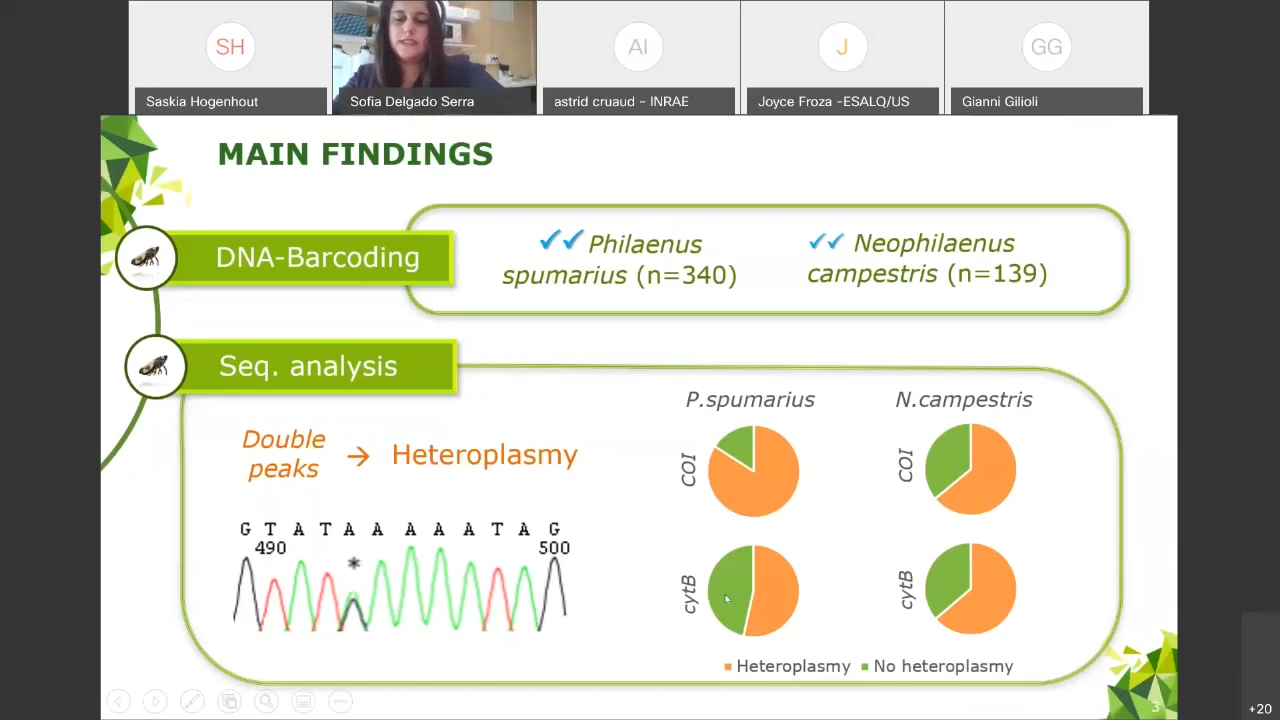 SH
AI
J
GG
Saskia Hogenhout
Sofia Delgado Serra
astrid cruaud - INRAE
Joyce Froza -ESALQ/US
Gianni Gilioli
MAIN FINDINGS
DNA-Barcoding
Philaenus
spumarius (n=340)
Neophilaenus
campestris (n=139)
Seq. analysis
Double
peaks
→ Heteroplasmy
G T A T A A A A A T A G
490
500
*
P.spumarius
N.campestris
COI
COI
cytB
cytB
Heteroplasmy
No heteroplasmy
3
+20